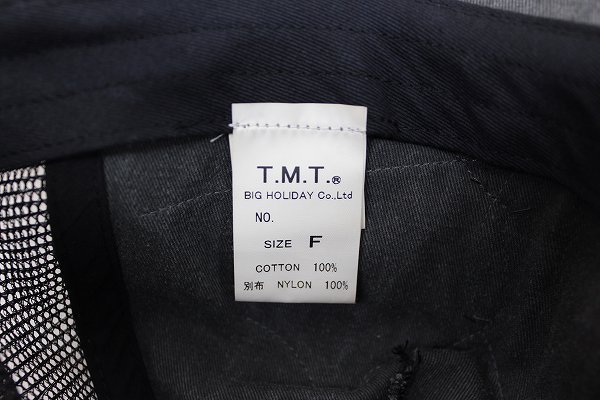 T.M.T.®
BIG HOLIDAY Co.,Ltd
NO.
SIZE F
COTTON 100%
別布 NYLON 100%